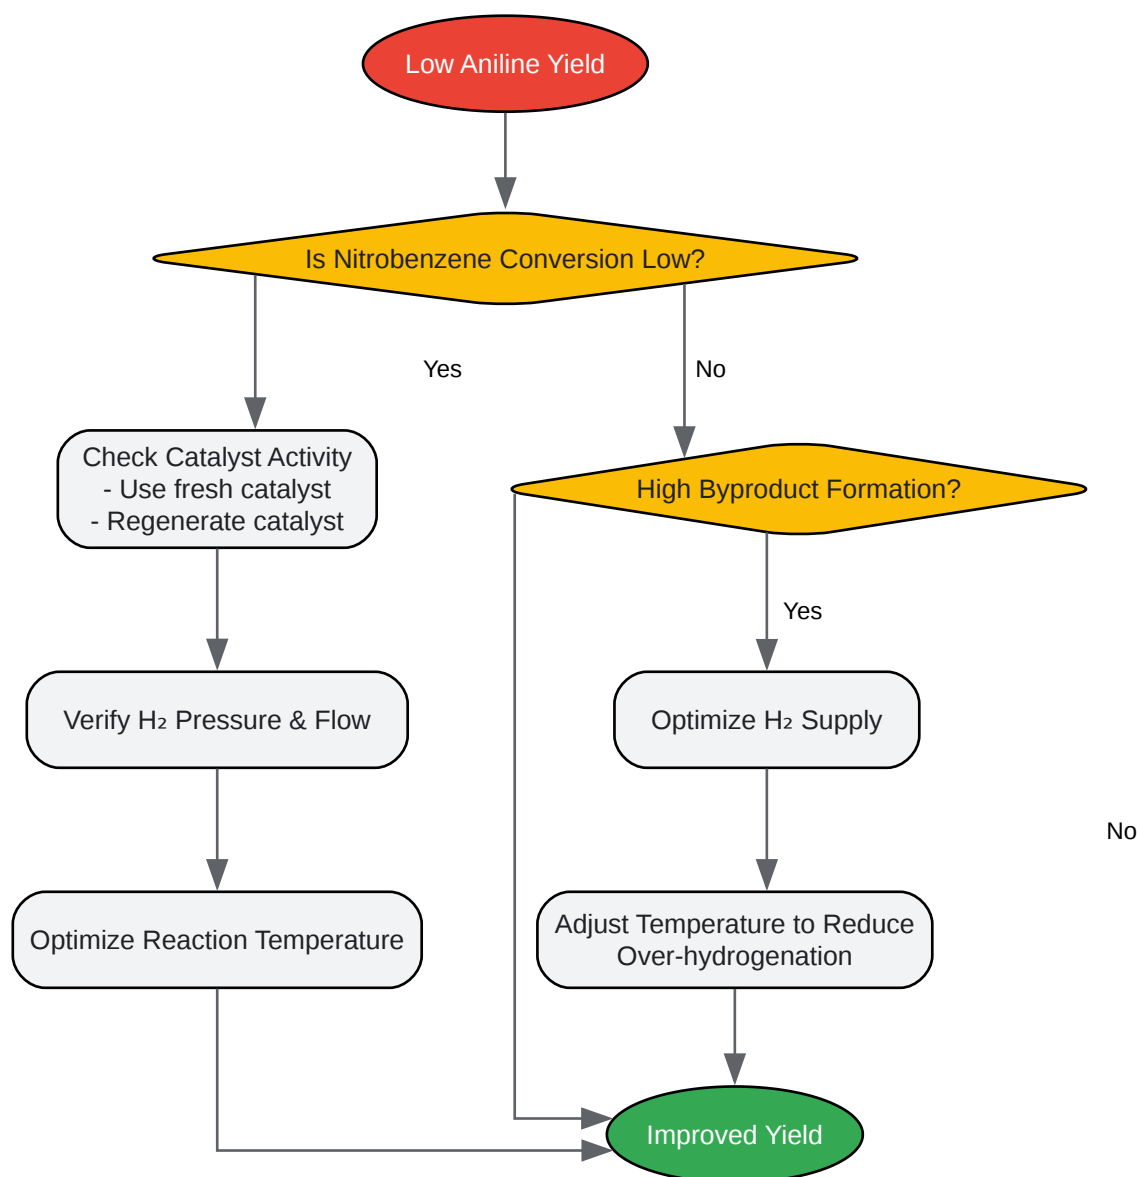 Low Aniline Yield
Is Nitrobenzene Conversion Low?
Yes
No
Check Catalyst Activity
- Use fresh catalyst
- Regenerate catalyst
High Byproduct Formation?
Yes
Verify H₂ Pressure & Flow
Optimize H₂ Supply
No
Optimize Reaction Temperature
Adjust Temperature to Reduce
Over-hydrogenation
Improved Yield